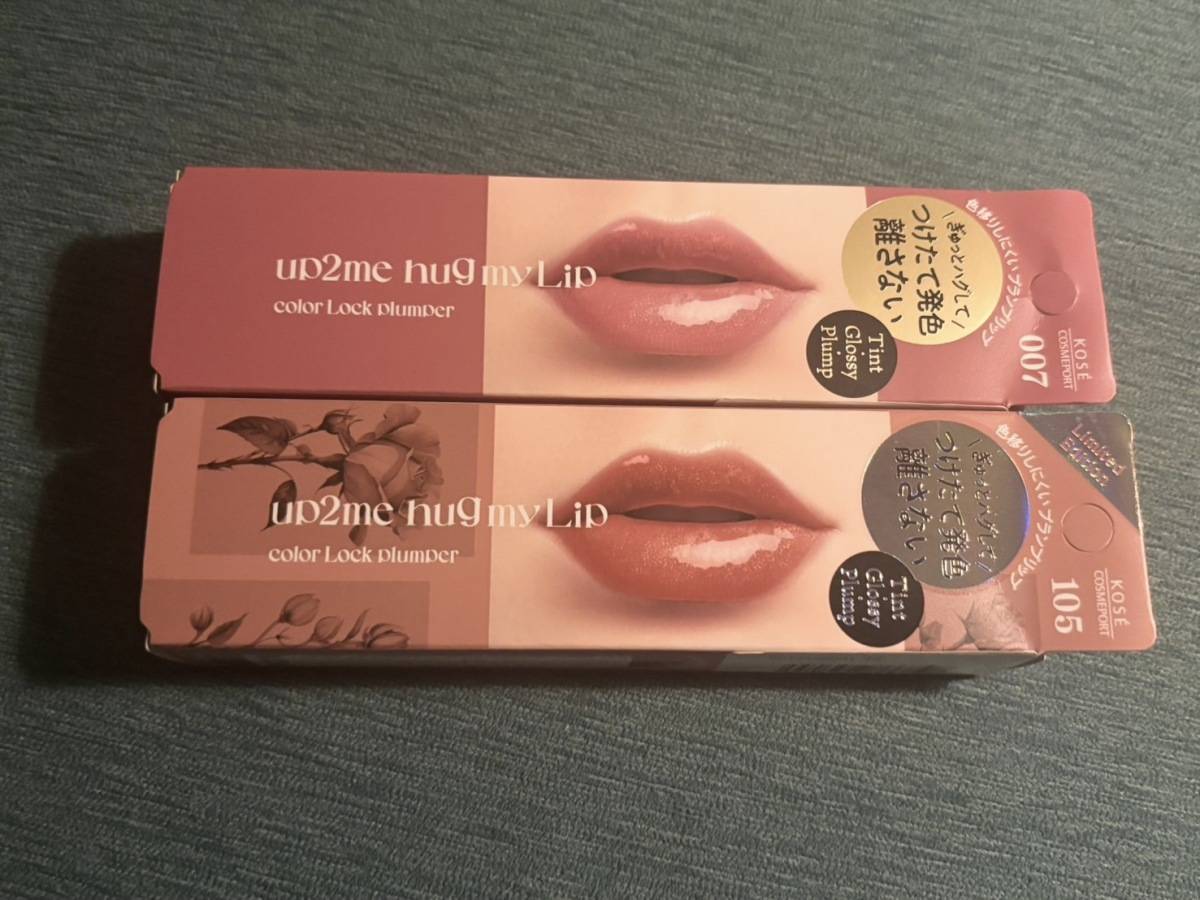 up2me hug my Lip
color Lock plumper
色移りしにくいプランプリップ
\ぎゅっとハグして/
つけたて発色
離さない
Tint
Glossy
Plump
KOSÉ
COSMEPORT
007
up2me hug my Lip
color Lock plumper
Limited
Edition
色移りしにくいプランプリップ
\ぎゅっとハグして/
つけたて発色
離さない
Tint
Glossy
Plump
KOSÉ
COSMEPORT
105